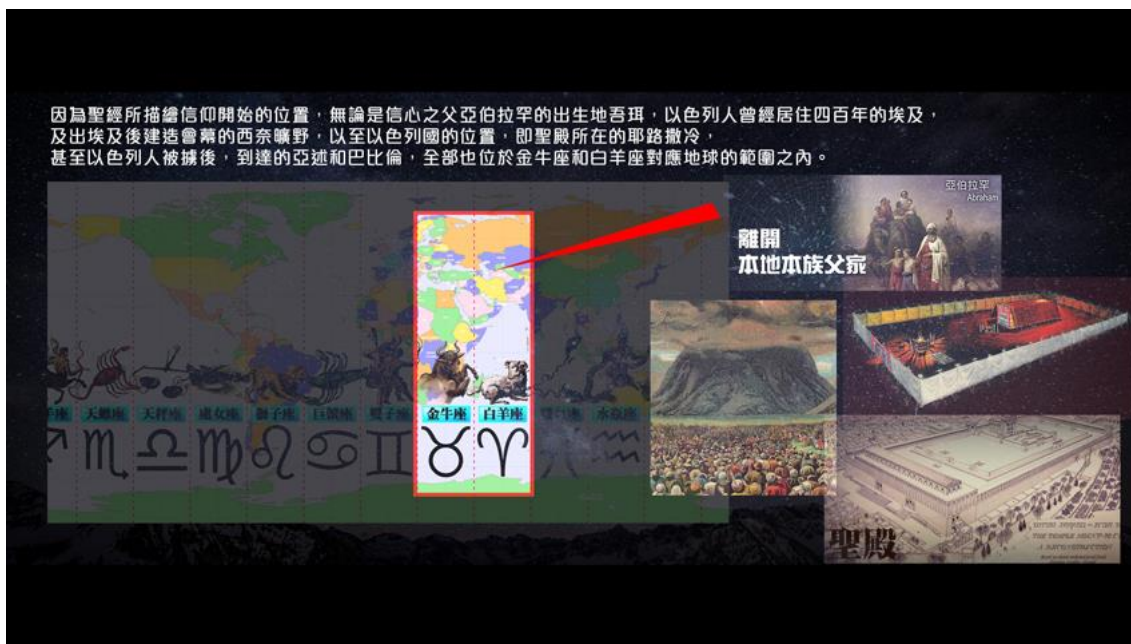 因為聖經所描繪信仰開始的位置，無論是信心之父亞伯拉罕的出生地吾珥，以色列人曾經居住四百年的埃及，
及出埃及後建造會幕的西奈曠野，以至以色列國的位置，即聖殿所在的耶路撒冷，
甚至以色列人被擄後，到達的亞述和巴比倫，全部也位於金牛座和白羊座對應地球的範圍之內。
亞伯拉罕
Abraham
離開
本地本族父家
天蠍座 天秤座 處女座 獅子座 巨蟹座 雙子座 金牛座 白羊座 水瓶座
聖殿